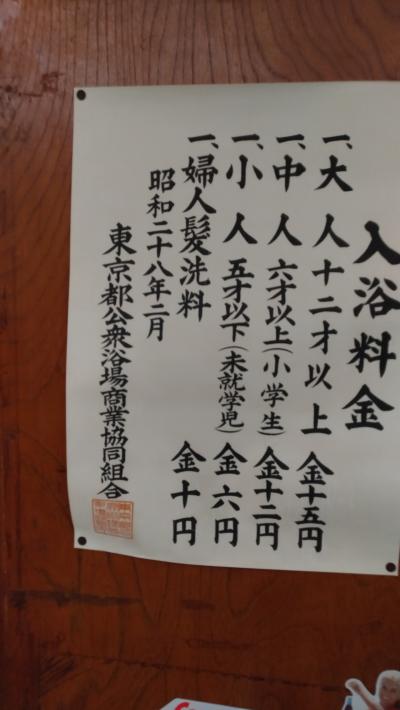 入浴料金
一、大人 十二才以上 金十五円
一、中人 六才以上(小学生) 金十二円
一、小人 五才以下(未就学児) 金六円
一、婦人髪洗料 金十円
昭和二十八年二月
東京都公衆浴場商業協同組合